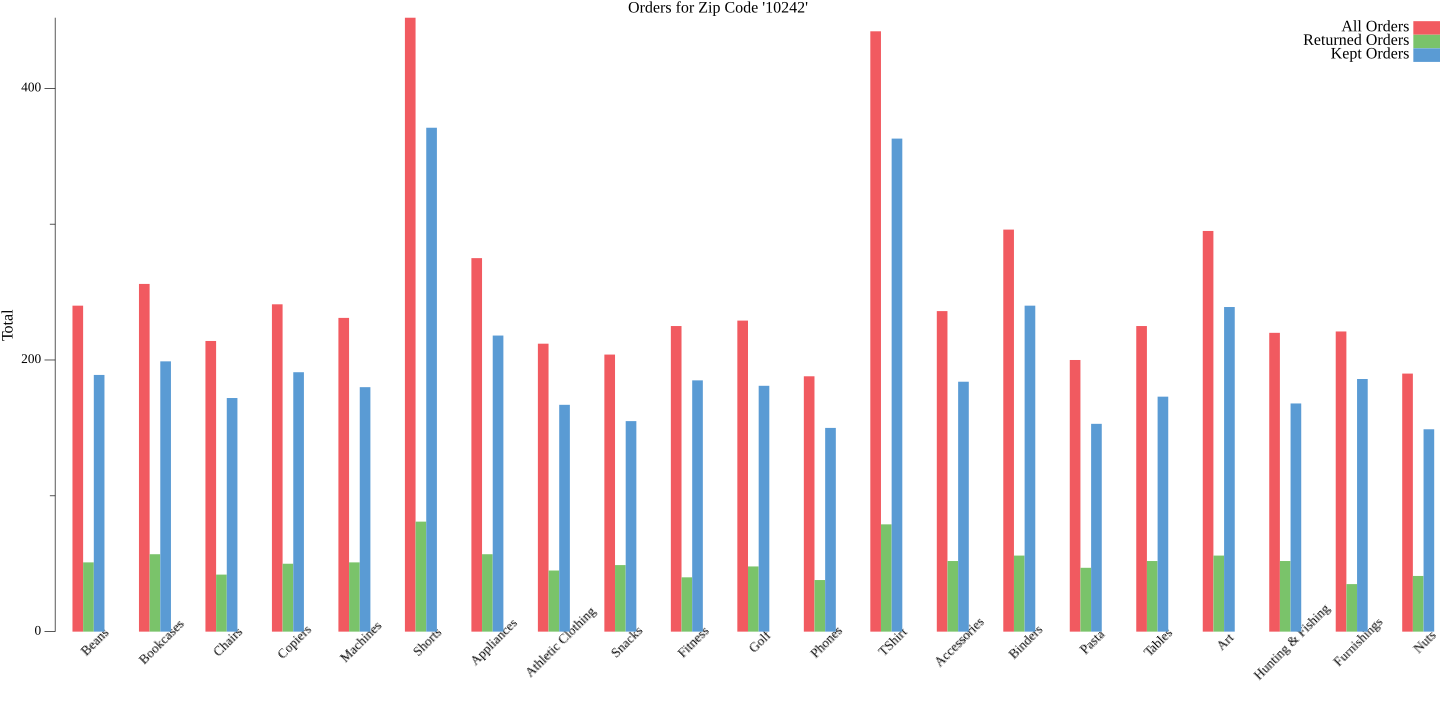 Orders for Zip Code '10242'
All Orders
Returned Orders
Kept Orders
Total
400
200
0
Beans
Bookcases
Chairs
Copiers
Machines
Shorts
Appliances
Athletic Clothing
Snacks
Fitness
Golf
Phones
TShirt
Accessories
Binders
Pasta
Tables
Art
Hunting & Fishing
Furnishings
Nuts